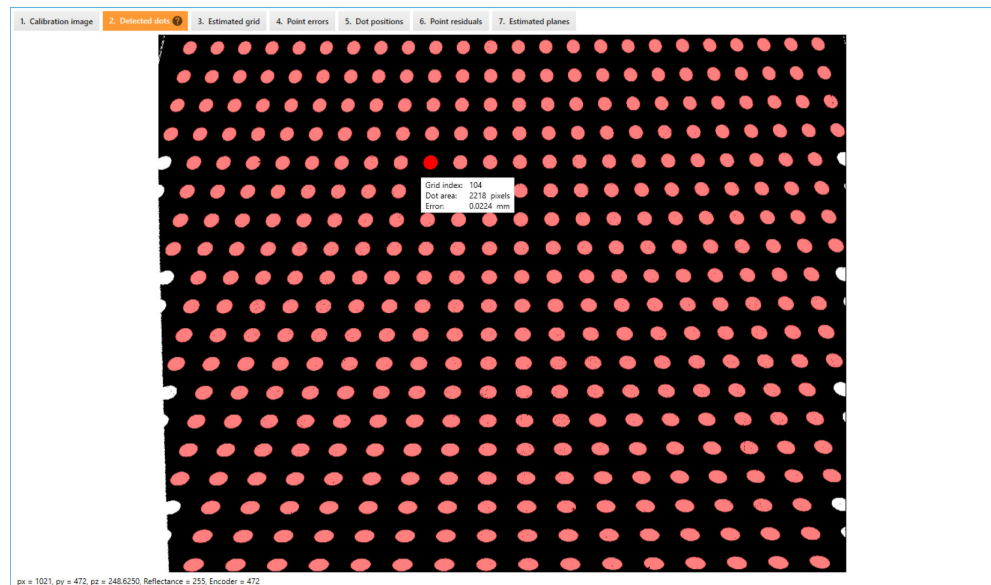 1. Calibration image 2. Detected dots ? 3. Estimated grid 4. Point errors 5. Dot positions 6. Point residuals 7. Estimated planes
Grid index: 104
Dot area: 2218 pixels
Error: 0.0224 mm
px = 1021, py = 472, pz = 248.6250, Reflectance = 255, Encoder = 472